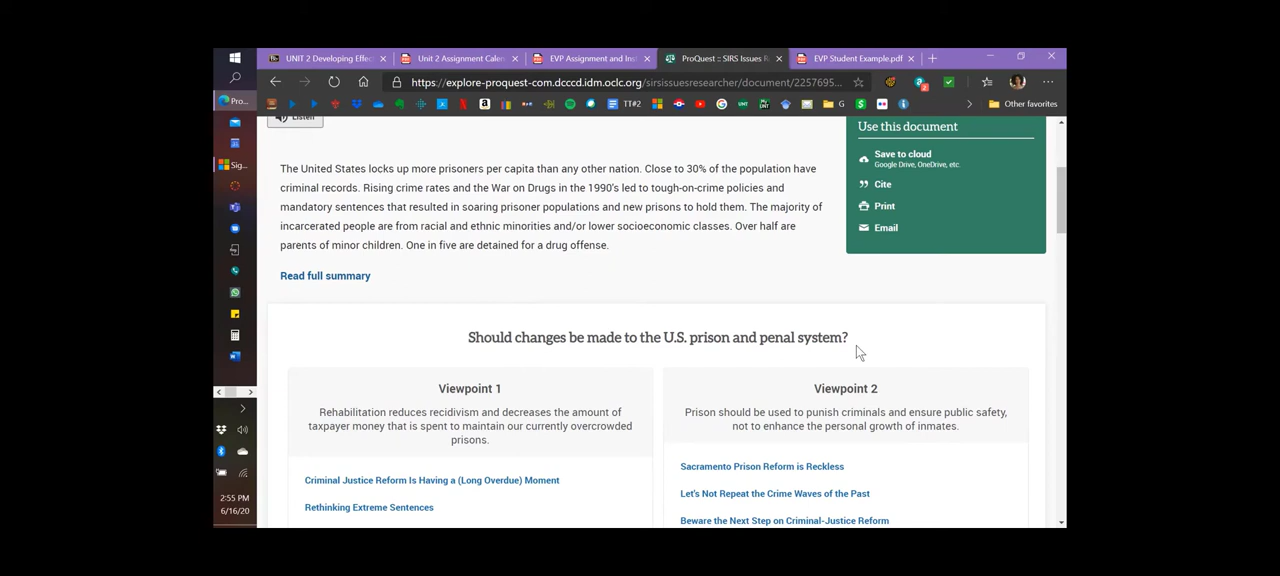 UNIT 2 Developing Effec
Unit 2 Assignment Calen
EVP Assignment and Inst
ProQuest :: SIRS Issues R
EVP Student Example.pdf
https://explore-proquest-com.dcccd.idm.oclc.org/sirsissuesresearcher/document/2257695...
TT#2
G
Other favorites
Pro...
Sig...
Listen
Use this document
Save to cloud
Google Drive, OneDrive, etc.
Cite
Print
Email
The United States locks up more prisoners per capita than any other nation. Close to 30% of the population have
criminal records. Rising crime rates and the War on Drugs in the 1990's led to tough-on-crime policies and
mandatory sentences that resulted in soaring prisoner populations and new prisons to hold them. The majority of
incarcerated people are from racial and ethnic minorities and/or lower socioeconomic classes. Over half are
parents of minor children. One in five are detained for a drug offense.
Read full summary
Should changes be made to the U.S. prison and penal system?
Viewpoint 1
Rehabilitation reduces recidivism and decreases the amount of
taxpayer money that is spent to maintain our currently overcrowded
prisons.
Criminal Justice Reform Is Having a (Long Overdue) Moment
Rethinking Extreme Sentences
Viewpoint 2
Prison should be used to punish criminals and ensure public safety,
not to enhance the personal growth of inmates.
Sacramento Prison Reform is Reckless
Let's Not Repeat the Crime Waves of the Past
Beware the Next Step on Criminal-Justice Reform
2:55 PM
6/16/20